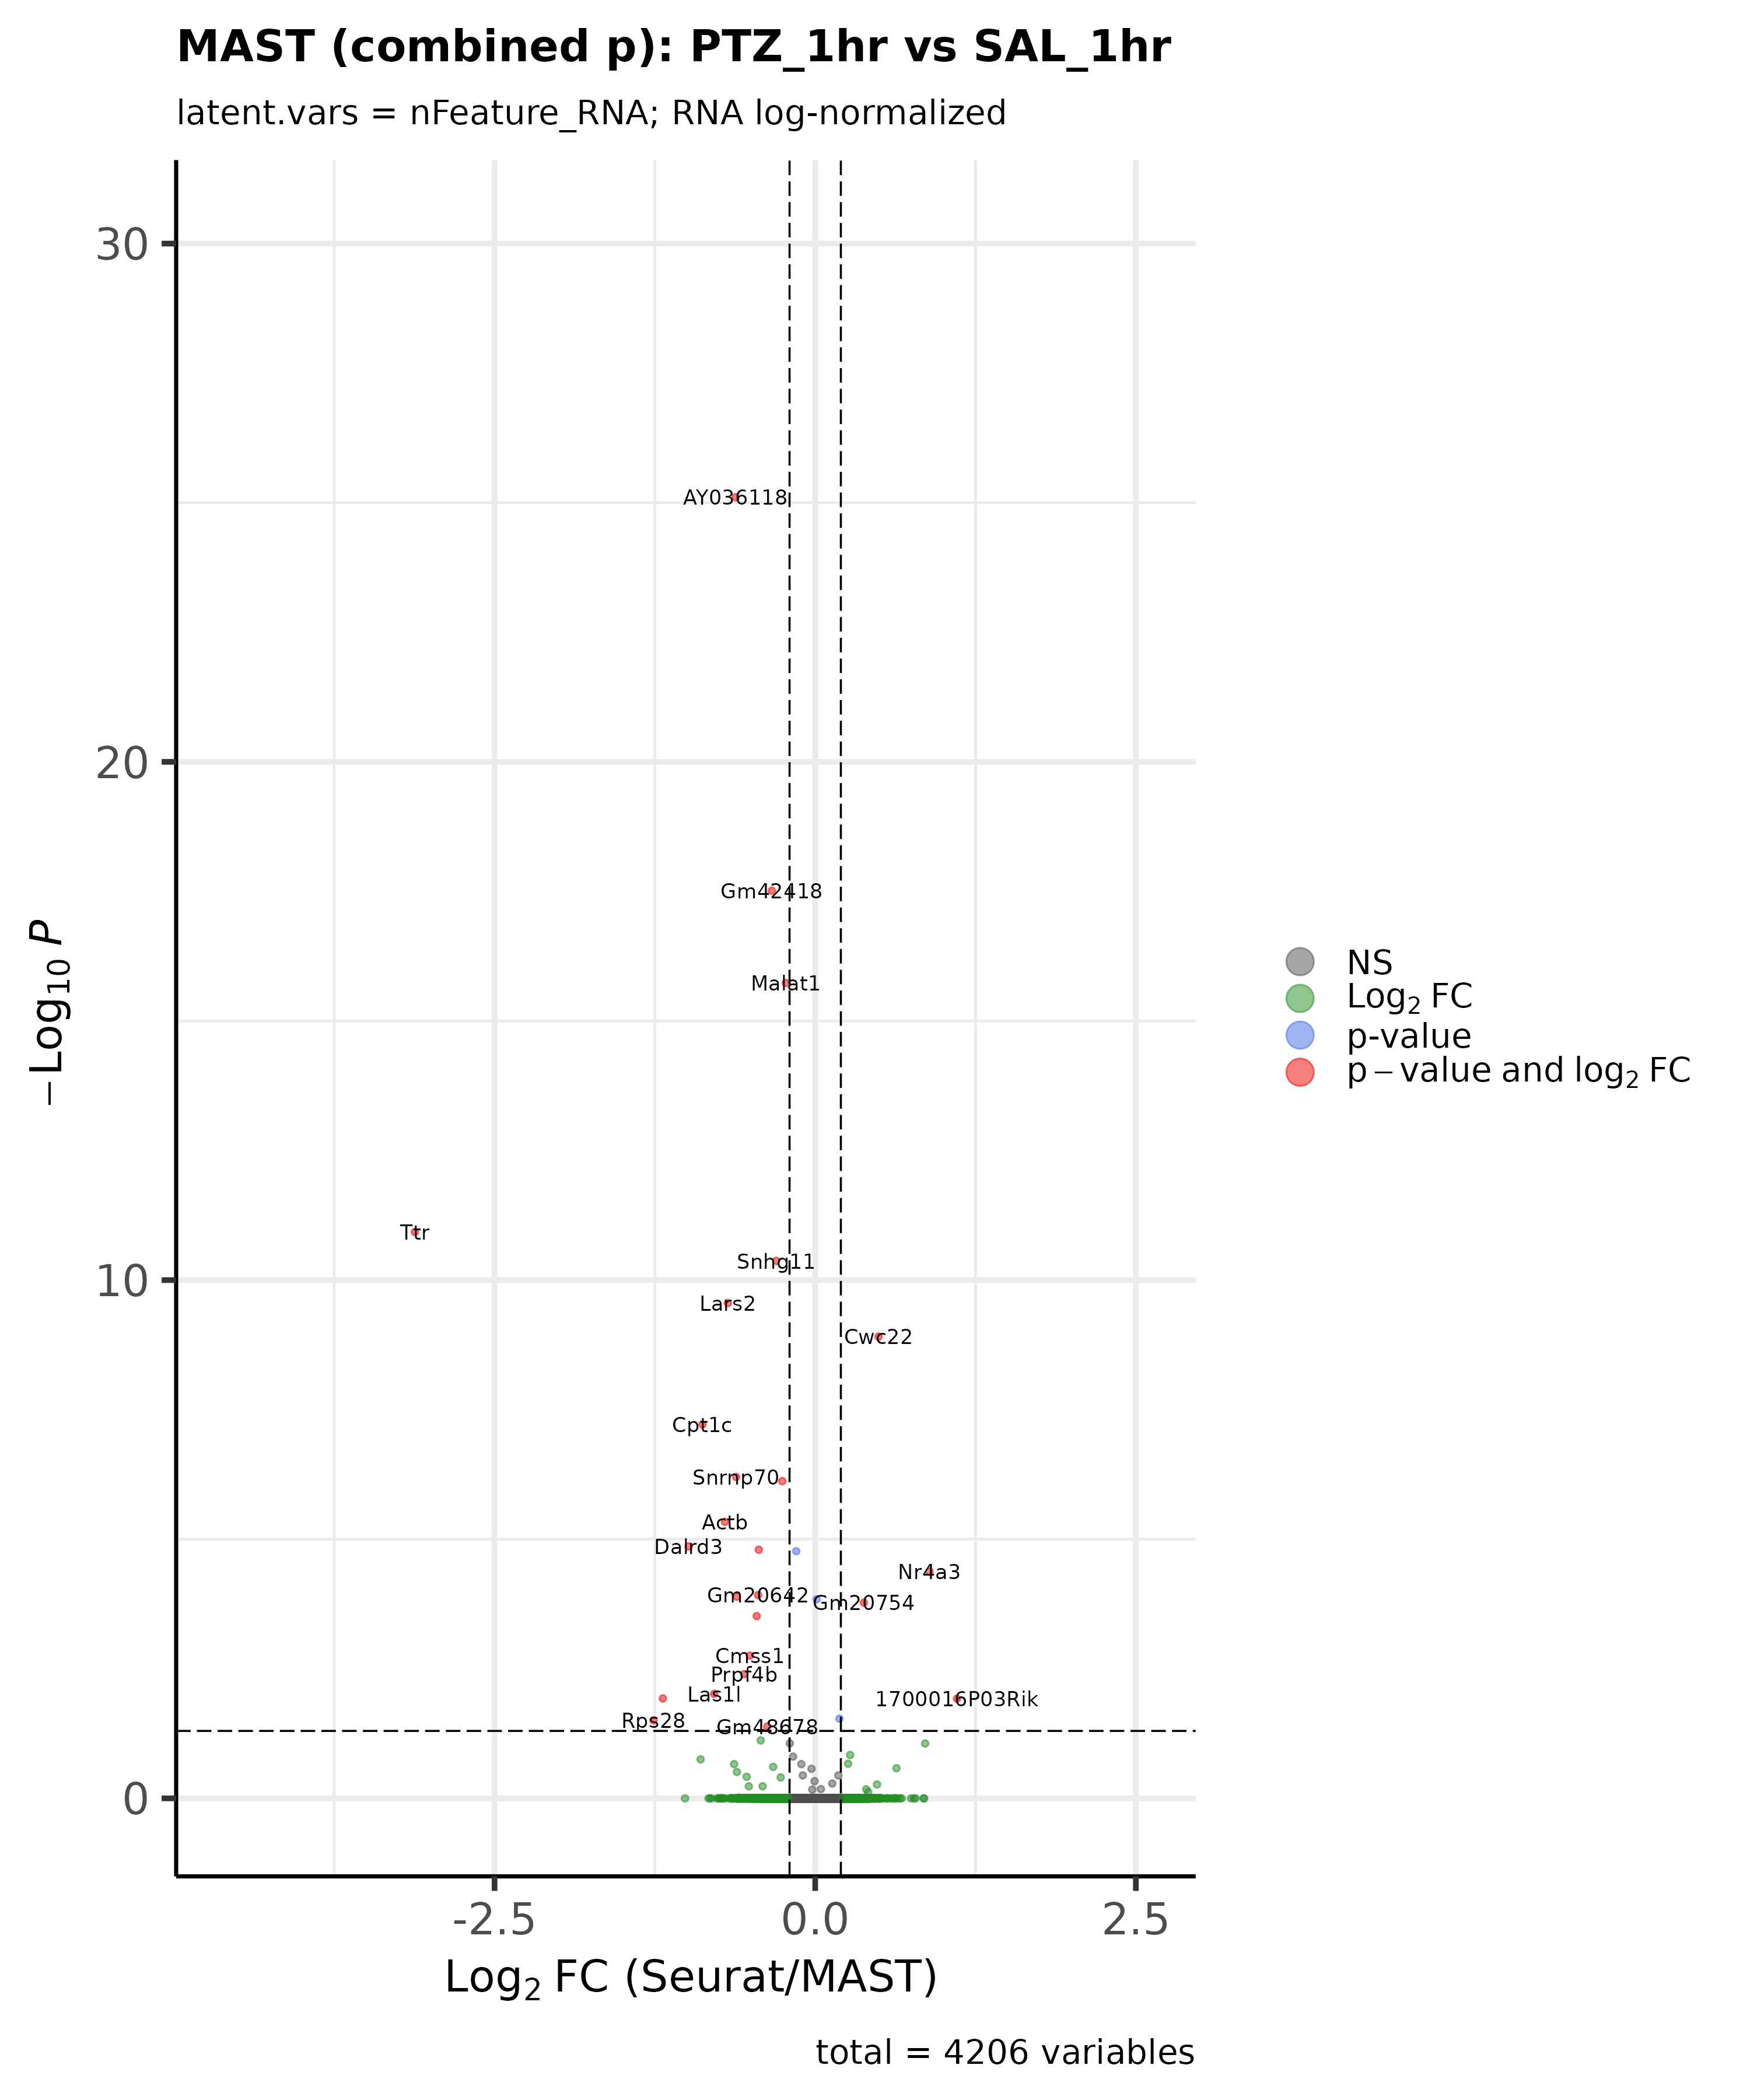 MAST (combined p): PTZ_1hr vs SAL_1hr
latent.vars = nFeature_RNA; RNA log-normalized
30
20
10
0
−Log₁₀ P
AY036118
Gm42418
Malat1
Ttr
Snhg11
Lars2
Cwc22
Cpt1c
Snrnp70
Actb
Dalrd3
Nr4a3
Gm20642
Gm20754
Cmss1
Prpf4b
Las1l
1700016P03Rik
Rps28
Gm48678
-2.5
0.0
2.5
Log₂ FC (Seurat/MAST)
NS
Log₂ FC
p-value
p − value and log₂ FC
total = 4206 variables